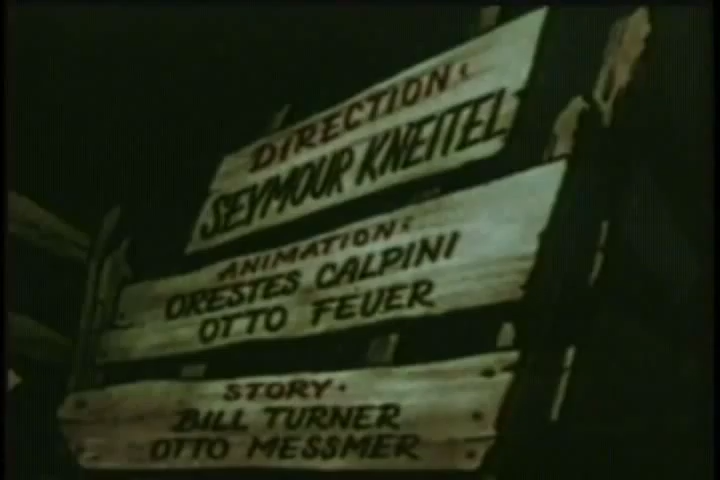 DIRECTION:
SEYMOUR KNEITEL
ANIMATION:
ORESTES CALPINI
OTTO FEUER
STORY.
BILL TURNER
OTTO MESSMER